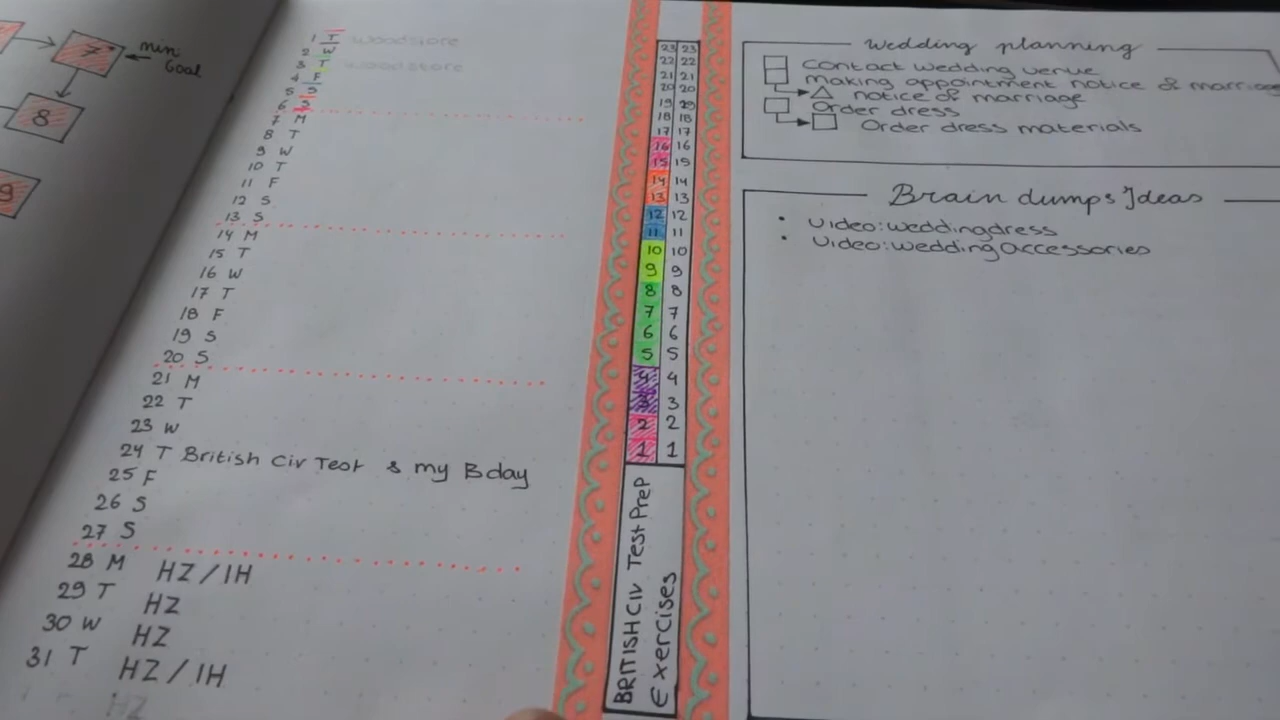 7
min
Goal
8
9
1 T woodstore
2 W
3 T woodstore
4 F
5 S
6 S
7 M
8 T
9 W
10 T
11 F
12 S
13 S
14 M
15 T
16 W
17 T
18 F
19 S
20 S
21 M
22 T
23 W
24 T British Civ Test & my Bday
25 F
26 S
27 S
28 M HZ / IH
29 T HZ
30 W HZ
31 T HZ / IH
HZ
23 23
22 22
21 21
20 20
19 29
18 18
17 17
16 16
15 15
14 14
13 13
12 12
11 11
10 10
9 9
8 8
7 7
6 6
5 5
4 4
3 3
2 2
1 1
BRITISH CIV Test Prep
Exercises
Wedding planning
Contact wedding venue
Making appointment notice of marriage
notice of marriage
Order dress
Order dress materials
Brain dumps Ideas
• Video: weddingdress
• Video: wedding accessories